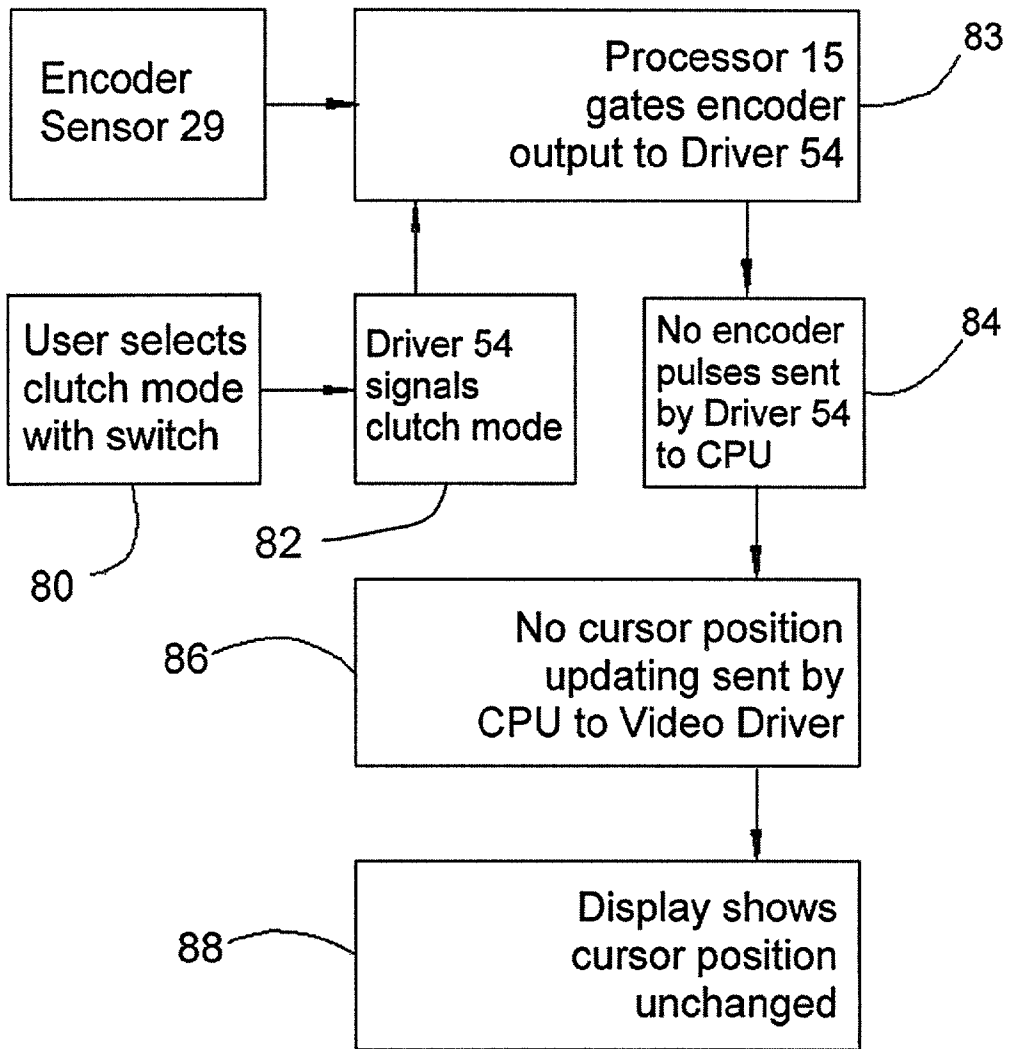 Encoder
Sensor 29
Processor 15
gates encoder
output to Driver 54
83
User selects
clutch mode
with switch
80
Driver 54
signals
clutch mode
82
No encoder
pulses sent
by Driver 54
to CPU
84
No cursor position
updating sent by
CPU to Video Driver
86
Display shows
cursor position
unchanged
88